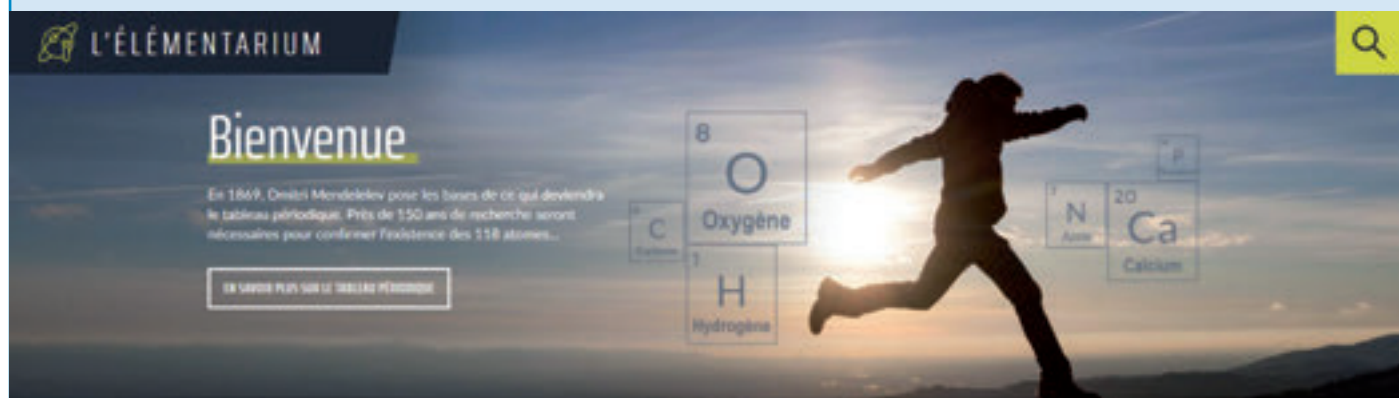 L'ÉLÉMENTARIUM
Bienvenue
En 1869, Dmitri Mendeleïev pose les bases de ce qui deviendra
le tableau périodique. Près de 150 ans de recherche seront
nécessaires pour confirmer l'existence des 118 atomes...
EN SAVOIR PLUS SUR LE TABLEAU PÉRIODIQUE
8
O
Oxygène
C
1
H
Hydrogène
P
N
Azote
20
Ca
Calcium